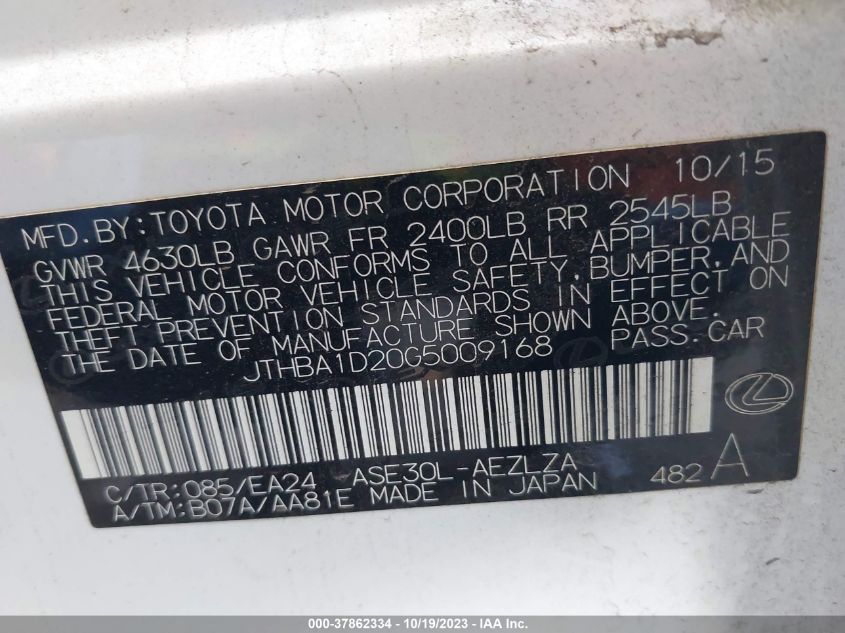 MFD. BY: TOYOTA MOTOR CORPORATION 10/15
GVWR 4630LB GAWR FR 2400LB RR 2545LB
THIS VEHICLE CONFORMS TO ALL APPLICABLE
FEDERAL MOTOR VEHICLE SAFETY, BUMPER, AND
THEFT PREVENTION STANDARDS IN EFFECT ON
THE DATE OF MANUFACTURE SHOWN ABOVE.
JTHBA1D20G5009168 PASS. CAR
C/TR: 085/EA24 ASE30L-AEZLZA 482 A
A/TM: B07A/AA81E MADE IN JAPAN
000-37862334 - 10/19/2023 - IAA Inc.